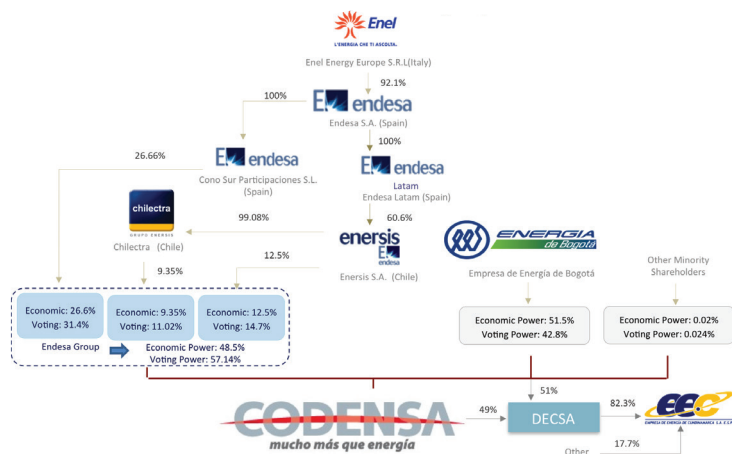 Enel
L'ENERGIA CHE TI ASCOLTA.
Enel Energy Europe S.R.L(Italy)
92.1%
100%
endesa
Endesa S.A. (Spain)
100%
26.66%
endesa
Cono Sur Participaciones S.L.
(Spain)
endesa
Latam
Endesa Latam (Spain)
chilectra
GRUPO ENERSIS
Chilectra (Chile)
99.08%
60.6%
enersis
endesa
Enersis S.A. (Chile)
ENERGIA
de Bogotá
Empresa de Energía de Bogotá
Other Minority
Shareholders
9.35%
12.5%
Economic: 26.6%
Voting: 31.4%
Economic: 9.35%
Voting: 11.02%
Economic: 12.5%
Voting: 14.7%
Economic Power: 51.5%
Voting Power: 42.8%
Economic Power: 0.02%
Voting Power: 0.024%
Endesa Group
Economic Power: 48.5%
Voting Power: 57.14%
51%
CODENSA
mucho más que energía
49%
DECSA
82.3%
eec
EMPRESA DE ENERGIA DE CUNDINAMARCA S.A. E.S.P.
17.7%
Other